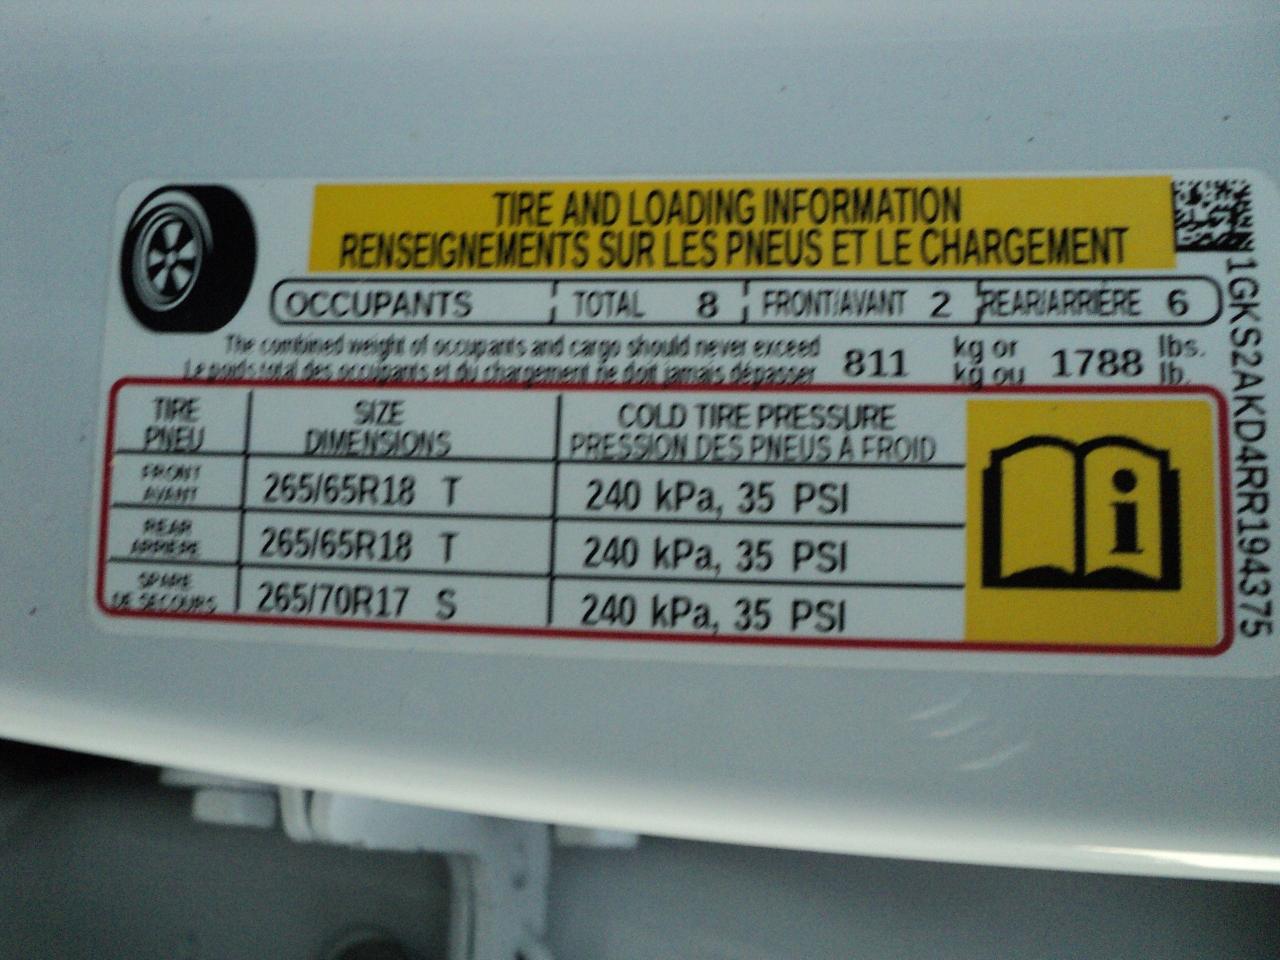 TIRE AND LOADING INFORMATION
RENSEIGNEMENTS SUR LES PNEUS ET LE CHARGEMENT
OCCUPANTS TOTAL 8 FRONT/AVANT 2 REAR/ARRIÈRE 6
The combined weight of occupants and cargo should never exceed 811 kg or 1788 lbs.
Le poids total des occupants et du chargement ne doit jamais dépasser kg ou lb.
TIRE SIZE COLD TIRE PRESSURE
PNEU DIMENSIONS PRESSION DES PNEUS A FROID
FRONT
AVANT 265/65R18 T 240 kPa, 35 PSI
REAR
ARRIERE 265/65R18 T 240 kPa, 35 PSI
SPARE
DE SECOURS 265/70R17 S 240 kPa, 35 PSI
i
1GKS2AKD4RR194375